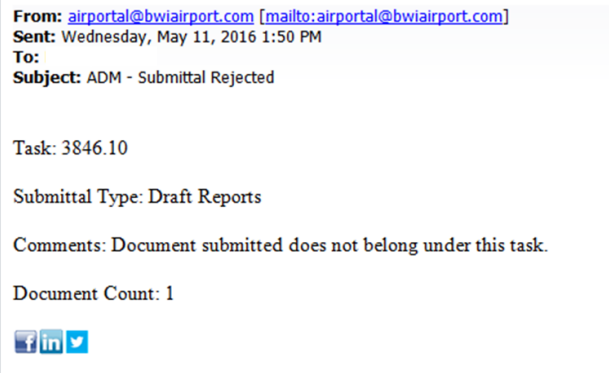 From: airportal@bwiairport.com [mailto:airportal@bwiairport.com]
Sent: Wednesday, May 11, 2016 1:50 PM
To:
Subject: ADM - Submittal Rejected
Task: 3846.10
Submittal Type: Draft Reports
Comments: Document submitted does not belong under this task.
Document Count: 1
f in